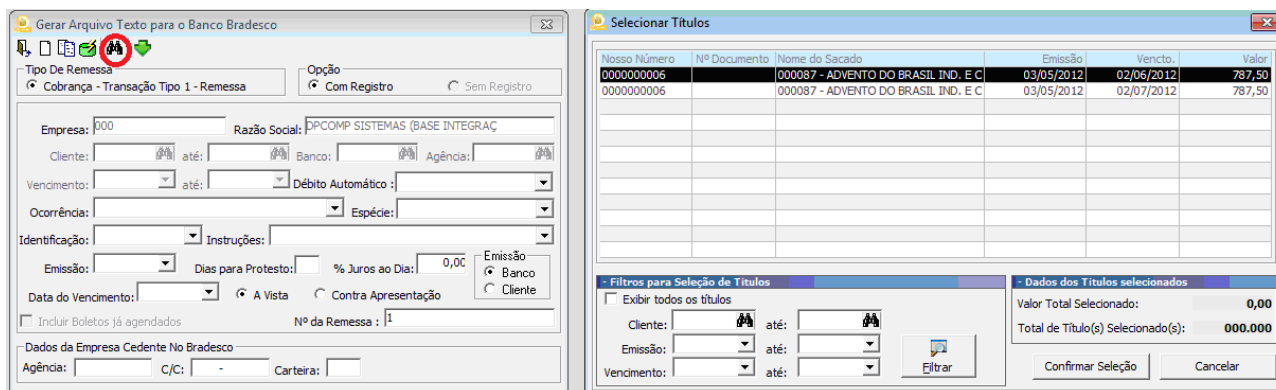 Gerar Arquivo Texto para o Banco Bradesco
Tipo De Remessa
Cobrança - Transação Tipo 1 - Remessa
Opção
Com Registro Sem Registro
Empresa: 000 Razão Social: DPCOMP SISTEMAS (BASE INTEGRAÇ
Cliente: até: Banco: Agência:
Vencimento: até: Débito Automático :
Ocorrência: Espécie:
Identificação: Instruções:
Emissão: Dias para Protesto: % Juros ao Dia: 0,00
Emissão
Banco
Cliente
Data do Vencimento: A Vista Contra Apresentação
Incluir Boletos já agendados Nº da Remessa : 1
Dados da Empresa Cedente No Bradesco
Agência: C/C: - Carteira:
Selecionar Títulos
Nosso Número Nº Documento Nome do Sacado Emissão Vencto. Valor
0000000006 000087 - ADVENTO DO BRASIL IND. E C 03/05/2012 02/06/2012 787,50
0000000006 000087 - ADVENTO DO BRASIL IND. E C 03/05/2012 02/07/2012 787,50
- Filtros para Seleção de Titulos
Exibir todos os títulos
Cliente: até:
Emissão: até:
Vencimento: até:
Filtrar
- Dados dos Titulos selecionados
Valor Total Selecionado: 0,00
Total de Título(s) Selecionado(s): 000.000
Confirmar Seleção Cancelar